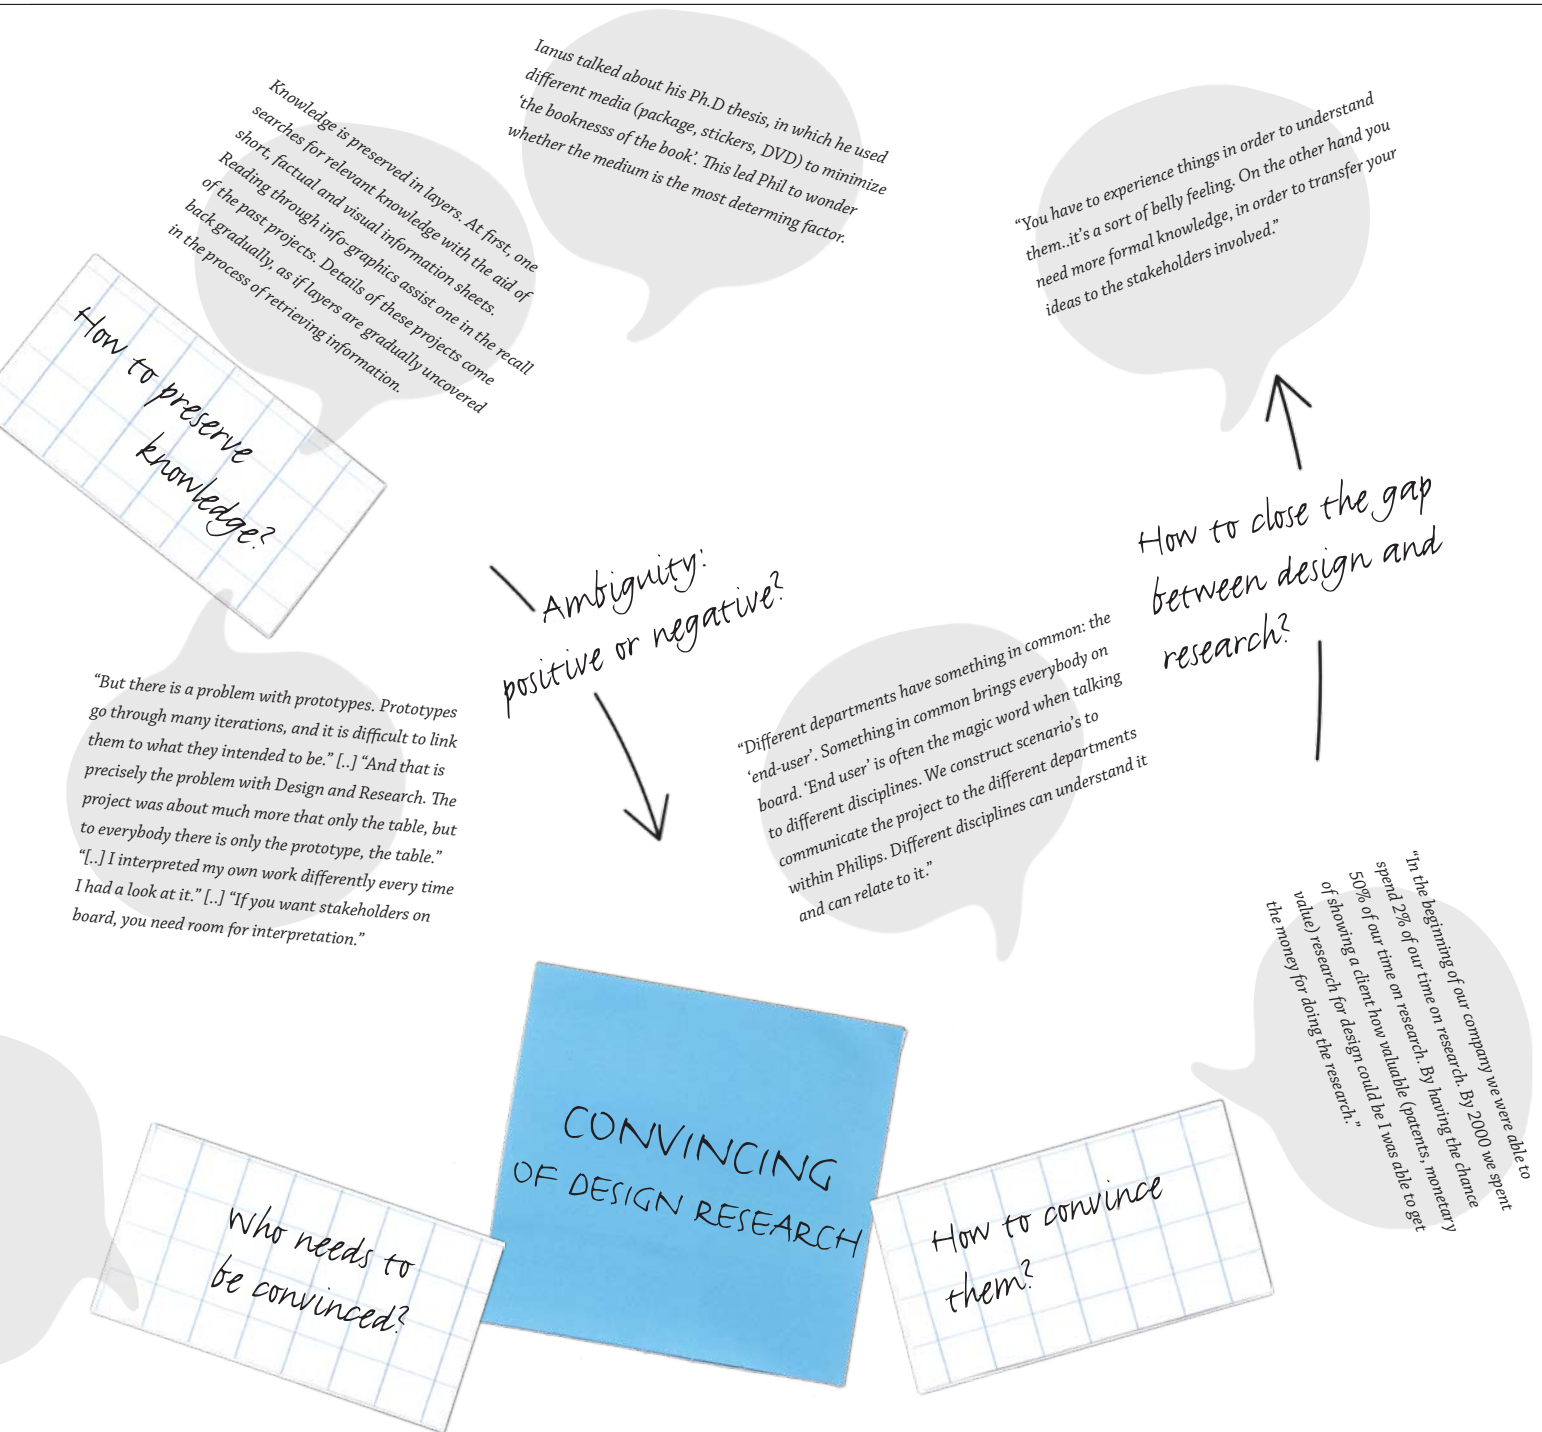 Knowledge is preserved in layers. At first, one
searches for relevant knowledge with the aid of
short, factual and visual information sheets.
Reading through info-graphics assist one in the recall
of the past projects. Details of these projects come
back gradually, as if layers are gradually uncovered
in the process of retrieving information.
Ianus talked about his Ph.D thesis, in which he used
different media (package, stickers, DVD) to minimize
‘the booknesss of the book’. This led Phil to wonder
whether the medium is the most determing factor.
“You have to experience things in order to understand
them..it’s a sort of belly feeling. On the other hand you
need more formal knowledge, in order to transfer your
ideas to the stakeholders involved.”
How to preserve
knowledge?
Ambiguity:
positive or negative?
How to close the gap
between design and
research?
“But there is a problem with prototypes. Prototypes
go through many iterations, and it is difficult to link
them to what they intended to be.” [..] “And that is
precisely the problem with Design and Research. The
project was about much more that only the table, but
to everybody there is only the prototype, the table.”
“[..] I interpreted my own work differently every time
I had a look at it.” [..] “If you want stakeholders on
board, you need room for interpretation.”
“Different departments have something in common: the
‘end-user’. Something in common brings everybody on
board. ‘End user’ is often the magic word when talking
to different disciplines. We construct scenario’s to
communicate the project to the different departments
within Philips. Different disciplines can understand it
and can relate to it.”
“In the beginning of our company we were able to
spend 2% of our time on research. By 2000 we spent
50% of our time on research. By having the chance
of showing a client how valuable (patents, monetary
value) research for design could be I was able to get
the money for doing the research.”
CONVINCING
OF DESIGN RESEARCH
Who needs to
be convinced?
How to convince
them?